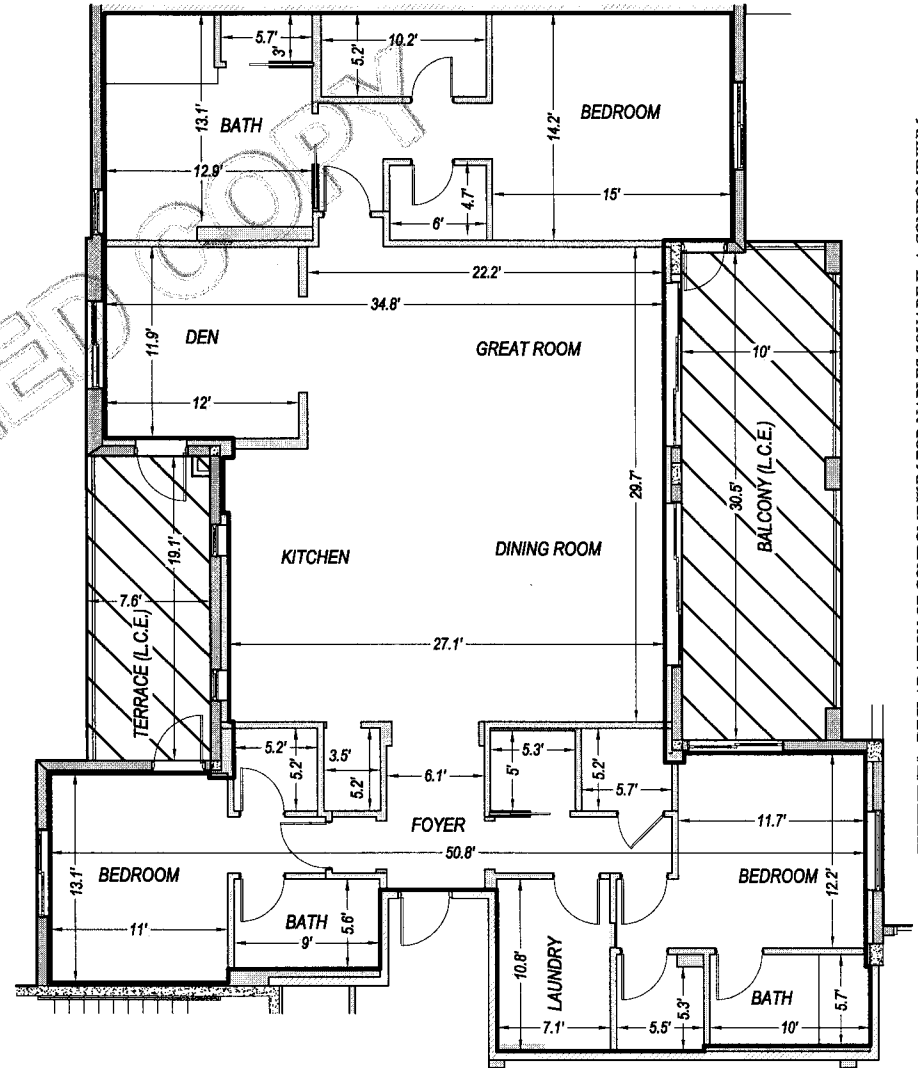 5.7'
3'
10.2'
5.2'
13.1'
BATH
12.9'
BEDROOM
14.2'
15'
4.7'
6'
22.2'
34.8'
DEN
11.9'
12'
GREAT ROOM
10'
30.5'
BALCONY (L.C.E.)
29.7'
KITCHEN
DINING ROOM
27.1'
19.1'
7.6'
TERRACE (L.C.E.)
5.2'
5.2'
3.5'
5.2'
6.1'
5.3'
5'
5.2'
5.7'
FOYER
50.8'
11.7'
BEDROOM
12.2'
BEDROOM
13.1'
11'
BATH
9'
5.6'
10.8'
LAUNDRY
7.1'
5.5'
5.3'
BATH
10'
5.7'
COPY